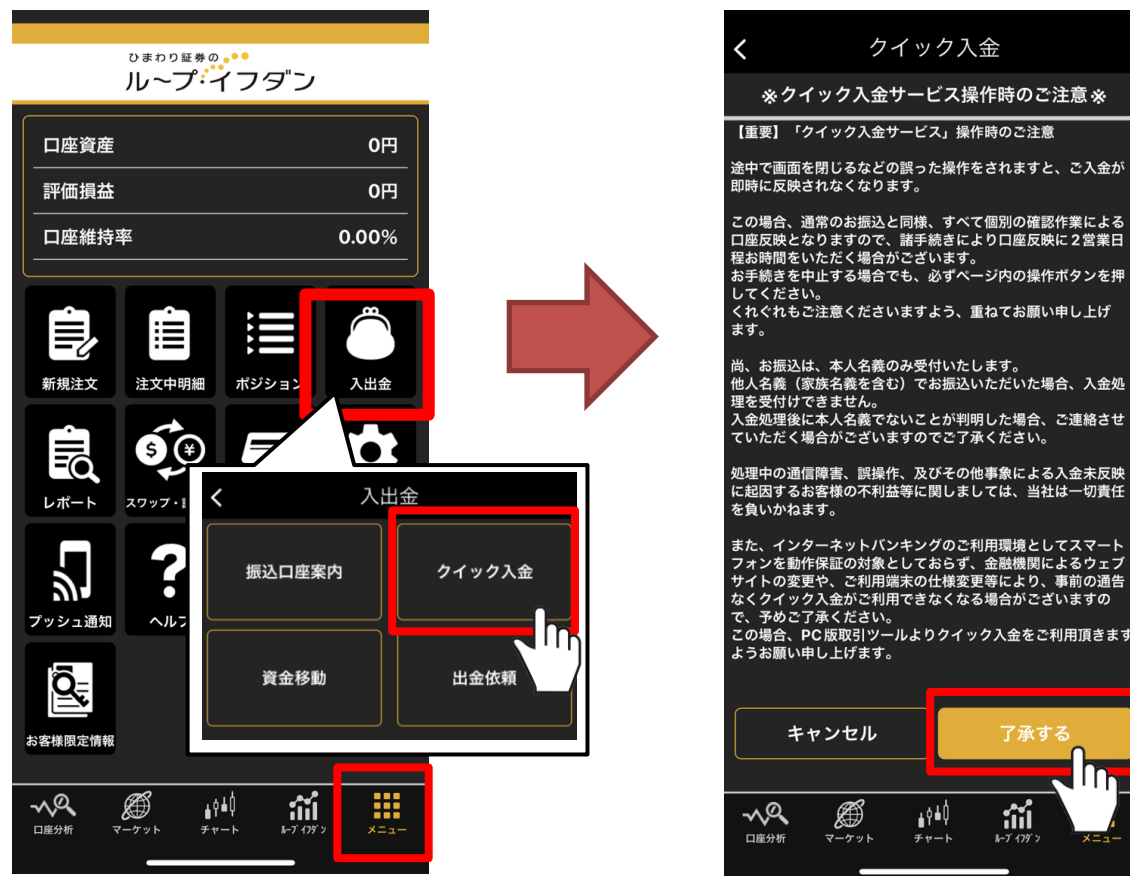 ひまわり証券の
ループ・イフダン
口座資産 0円
評価損益 0円
口座維持率 0.00%
新規注文 注文中明細 ポジション 入出金
レポート スワップ・
プッシュ通知 ヘルプ
お客様限定情報
入出金
振込口座案内 クイック入金
資金移動 出金依頼
口座分析 マーケット チャート ループイフダン メニュー
クイック入金
※クイック入金サービス操作時のご注意※
【重要】「クイック入金サービス」操作時のご注意
途中で画面を閉じるなどの誤った操作をされますと、ご入金が
即時に反映されなくなります。
この場合、通常のお振込と同様、すべて個別の確認作業による
口座反映となりますので、諸手続きにより口座反映に2営業日
程お時間をいただく場合がございます。
お手続きを中止する場合でも、必ずページ内の操作ボタンを押
してください。
くれぐれもご注意くださいますよう、重ねてお願い申し上げ
ます。
尚、お振込は、本人名義のみ受付いたします。
他人名義（家族名義を含む）でお振込いただいた場合、入金処
理を受付けできません。
入金処理後に本人名義でないことが判明した場合、ご連絡させ
ていただく場合がございますのでご了承ください。
処理中の通信障害、誤操作、及びその他事象による入金未反映
に起因するお客様の不利益等に関しましては、当社は一切責任
を負いかねます。
また、インターネットバンキングのご利用環境としてスマート
フォンを動作保証の対象としておらず、金融機関によるウェブ
サイトの変更や、ご利用端末の仕様変更等により、事前の通告
なくクイック入金がご利用できなくなる場合がございますの
で、予めご了承ください。
この場合、PC版取引ツールよりクイック入金をご利用頂きます
ようお願い申し上げます。
キャンセル 了承する
口座分析 マーケット チャート ループイフダン メニュー